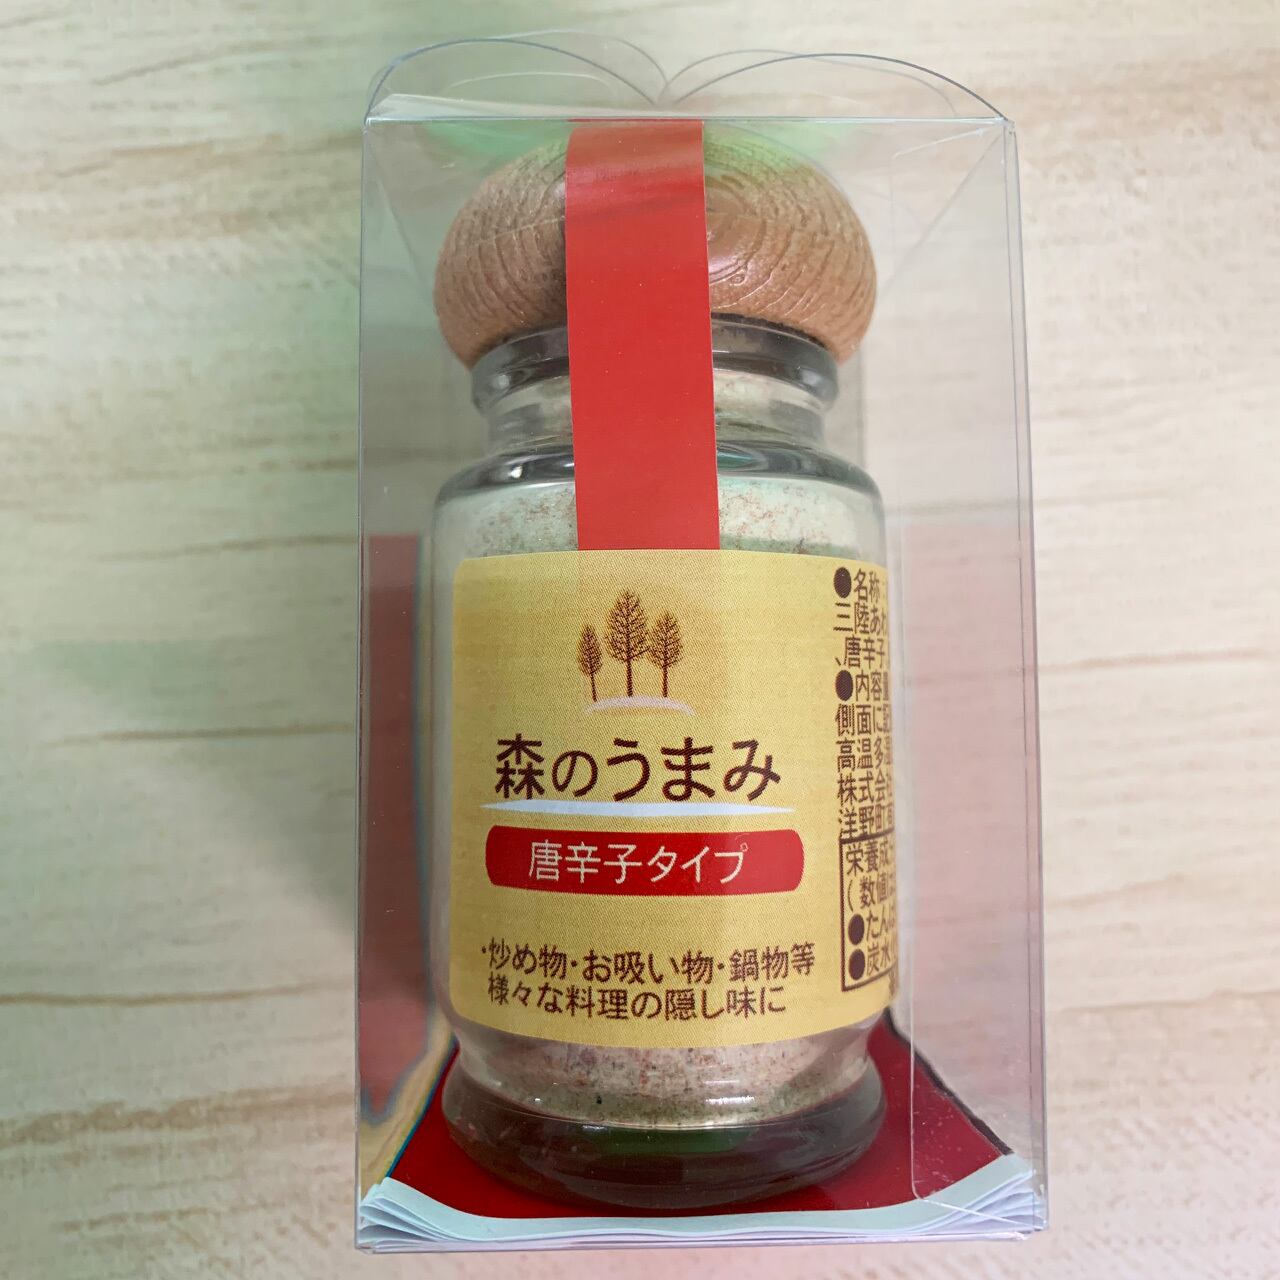 森のうまみ
唐辛子タイプ
・炒め物・お吸い物・鍋物等
様々な料理の隠し味に
●名称
三陸あわ
、唐辛子
●内容量
側面に記
高温多湿
株式会社
洋野町
栄養成
(数値は
●たんぱ
●炭水